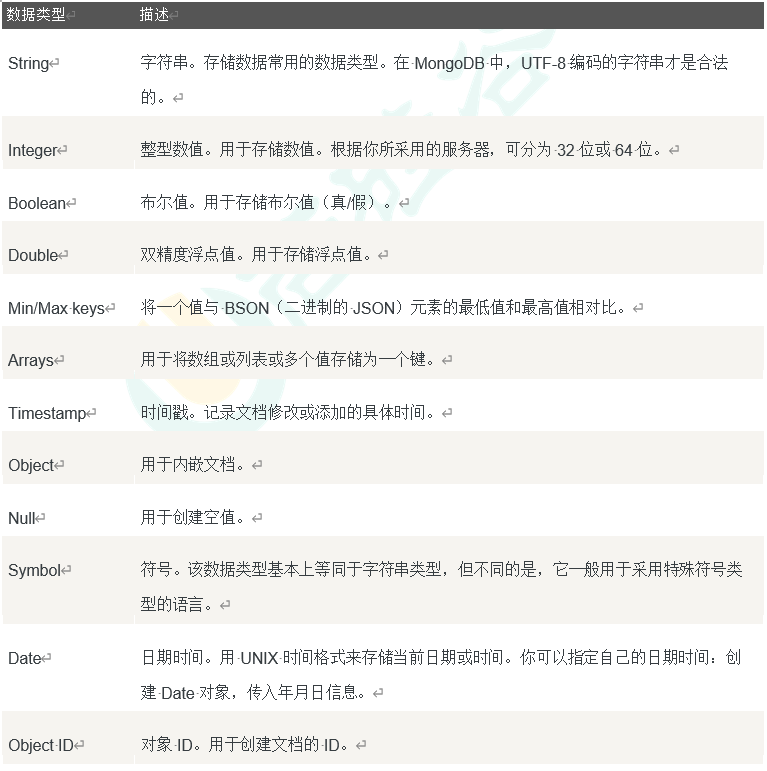 数据类型 描述
String 字符串。存储数据常用的数据类型。在 MongoDB 中，UTF-8 编码的字符串才是合法
的。
Integer 整型数值。用于存储数值。根据你所采用的服务器，可分为 32 位或 64 位。
Boolean 布尔值。用于存储布尔值（真/假）。
Double 双精度浮点值。用于存储浮点值。
Min/Max keys 将一个值与 BSON（二进制的 JSON）元素的最低值和最高值相对比。
Arrays 用于将数组或列表或多个值存储为一个键。
Timestamp 时间戳。记录文档修改或添加的具体时间。
Object 用于内嵌文档。
Null 用于创建空值。
Symbol 符号。该数据类型基本上等同于字符串类型，但不同的是，它一般用于采用特殊符号类
型的语言。
Date 日期时间。用 UNIX 时间格式来存储当前日期或时间。你可以指定自己的日期时间：创
建 Date 对象，传入年月日信息。
Object ID 对象 ID。用于创建文档的 ID。